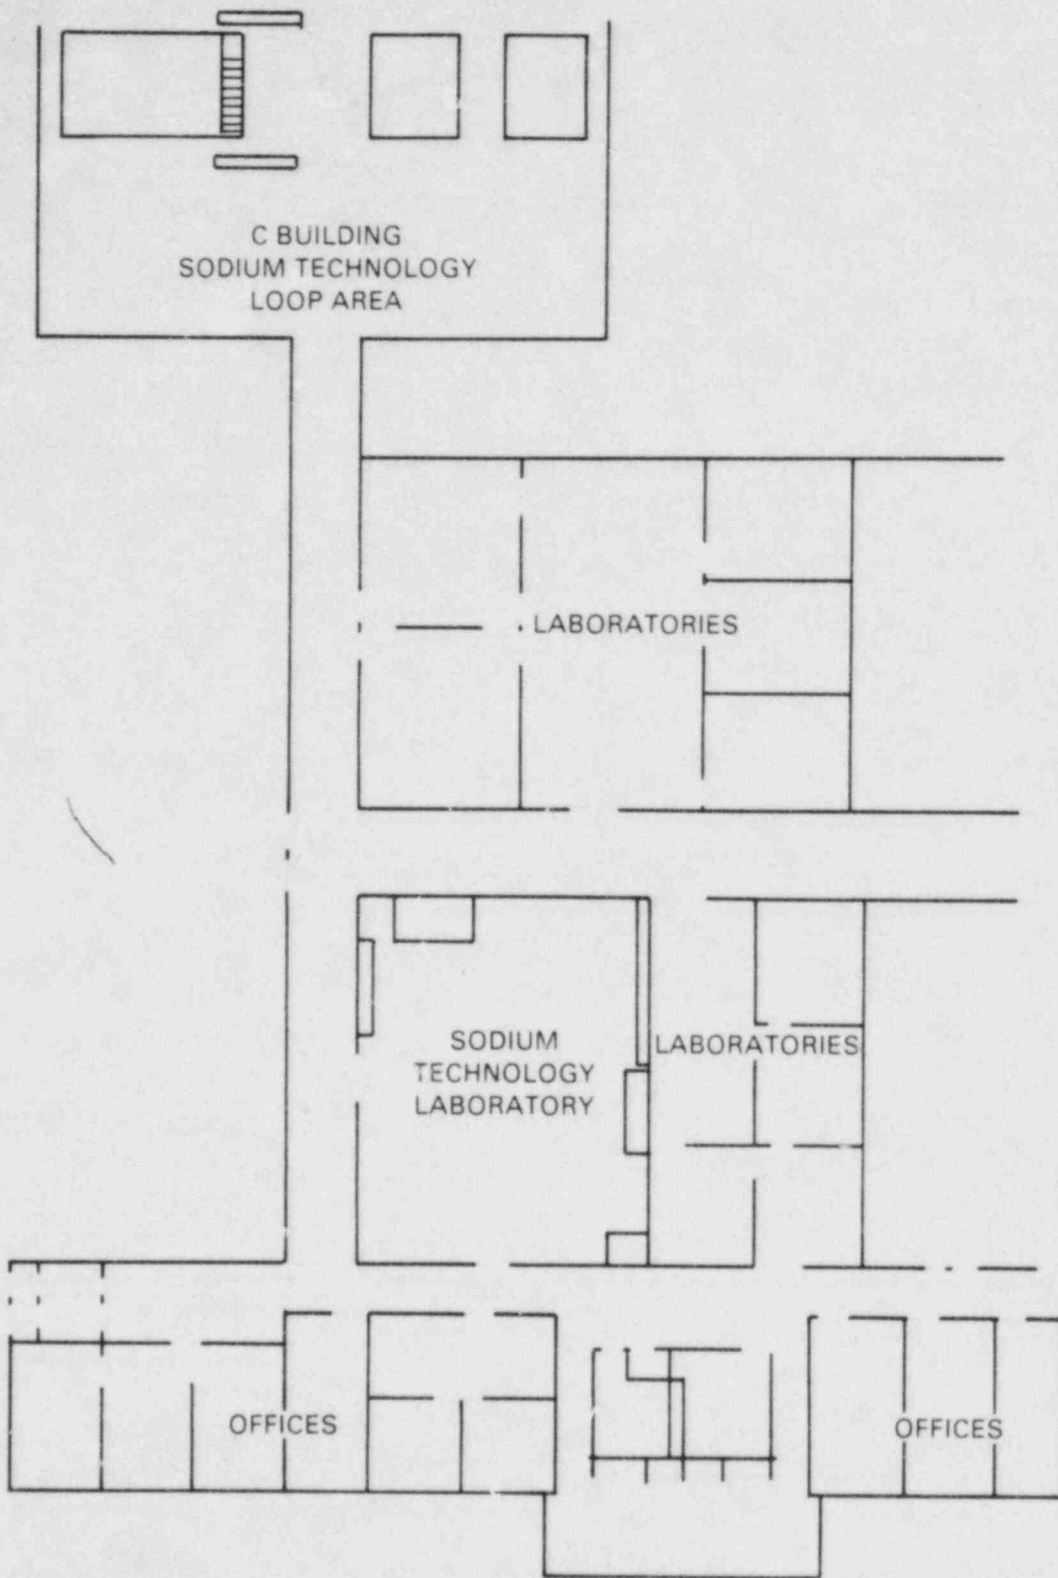 C BUILDING
SODIUM TECHNOLOGY
LOOP AREA
LABORATORIES
SODIUM
TECHNOLOGY
LABORATORY
LABORATORIES
OFFICES
OFFICES